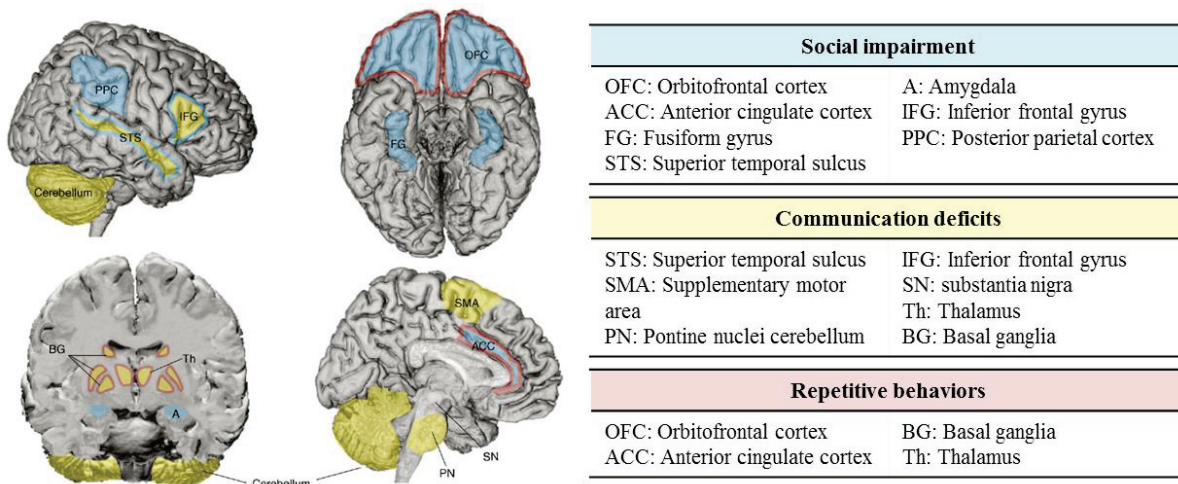 PPC
IFG
STS
Cerebellum
OFC
FG
BG
Th
A
SMA
ACC
SN
PN
Cerebellum
Social impairment
OFC: Orbitofrontal cortex
ACC: Anterior cingulate cortex
FG: Fusiform gyrus
STS: Superior temporal sulcus
A: Amygdala
IFG: Inferior frontal gyrus
PPC: Posterior parietal cortex
Communication deficits
STS: Superior temporal sulcus
SMA: Supplementary motor
area
PN: Pontine nuclei cerebellum
IFG: Inferior frontal gyrus
SN: substantia nigra
Th: Thalamus
BG: Basal ganglia
Repetitive behaviors
OFC: Orbitofrontal cortex
ACC: Anterior cingulate cortex
BG: Basal ganglia
Th: Thalamus